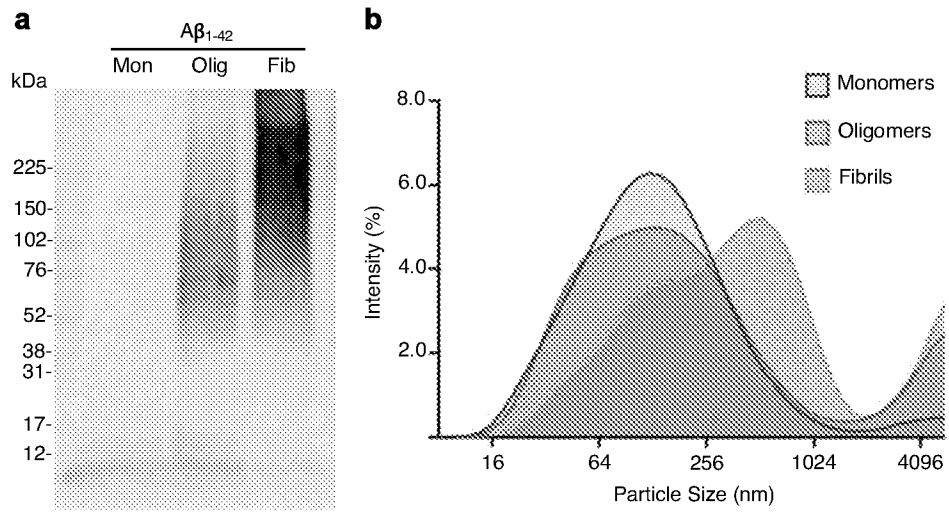 a
Aβ1-42
Mon Olig Fib
kDa
225-
150-
102-
76-
52-
38-
31-
17-
12-
b
Monomers
Oligomers
Fibrils
8.0
6.0
4.0
2.0
Intensity (%)
16 64 256 1024 4096
Particle Size (nm)